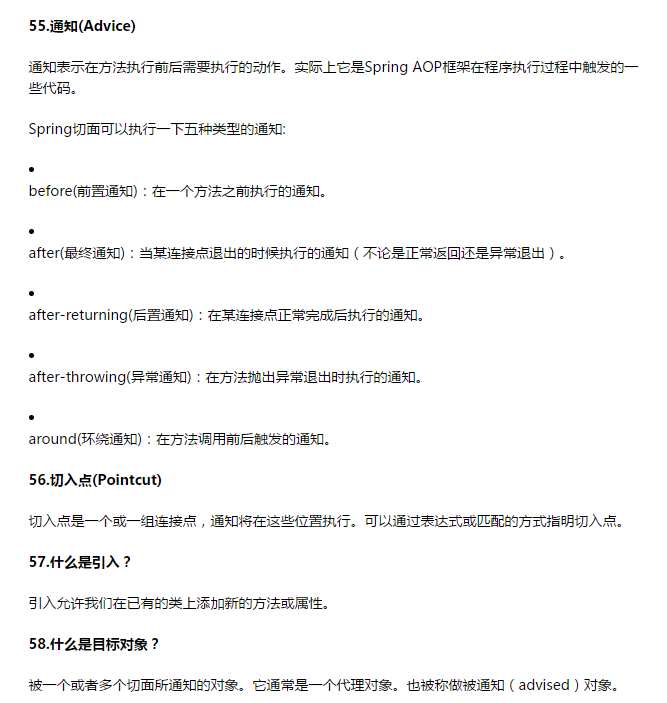 55.通知(Advice)
通知表示在方法执行前后需要执行的动作。实际上它是Spring AOP框架在程序执行过程中触发的一
些代码。
Spring切面可以执行一下五种类型的通知:
•
before(前置通知)：在一个方法之前执行的通知。
•
after(最终通知)：当某连接点退出的时候执行的通知（不论是正常返回还是异常退出）。
•
after-returning(后置通知)：在某连接点正常完成后执行的通知。
•
after-throwing(异常通知)：在方法抛出异常退出时执行的通知。
•
around(环绕通知)：在方法调用前后触发的通知。
56.切入点(Pointcut)
切入点是一个或一组连接点，通知将在这些位置执行。可以通过表达式或匹配的方式指明切入点。
57.什么是引入？
引入允许我们在已有的类上添加新的方法或属性。
58.什么是目标对象？
被一个或者多个切面所通知的对象。它通常是一个代理对象。也被称做被通知（advised）对象。